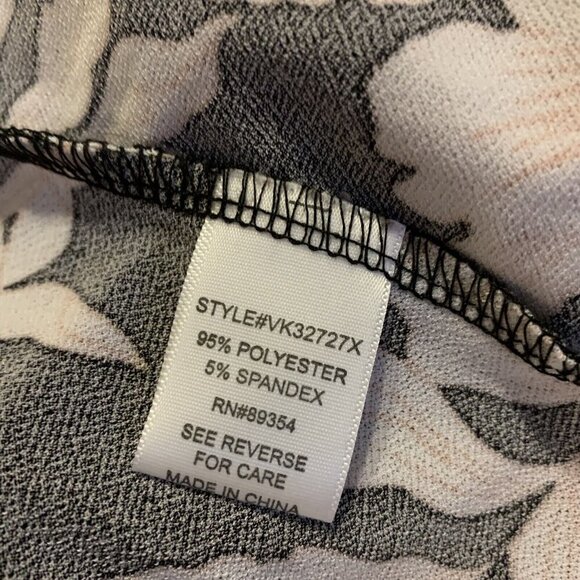 STYLE#VK32727X
95% POLYESTER
5% SPANDEX
RN#89354
SEE REVERSE
FOR CARE
MADE IN CHINA